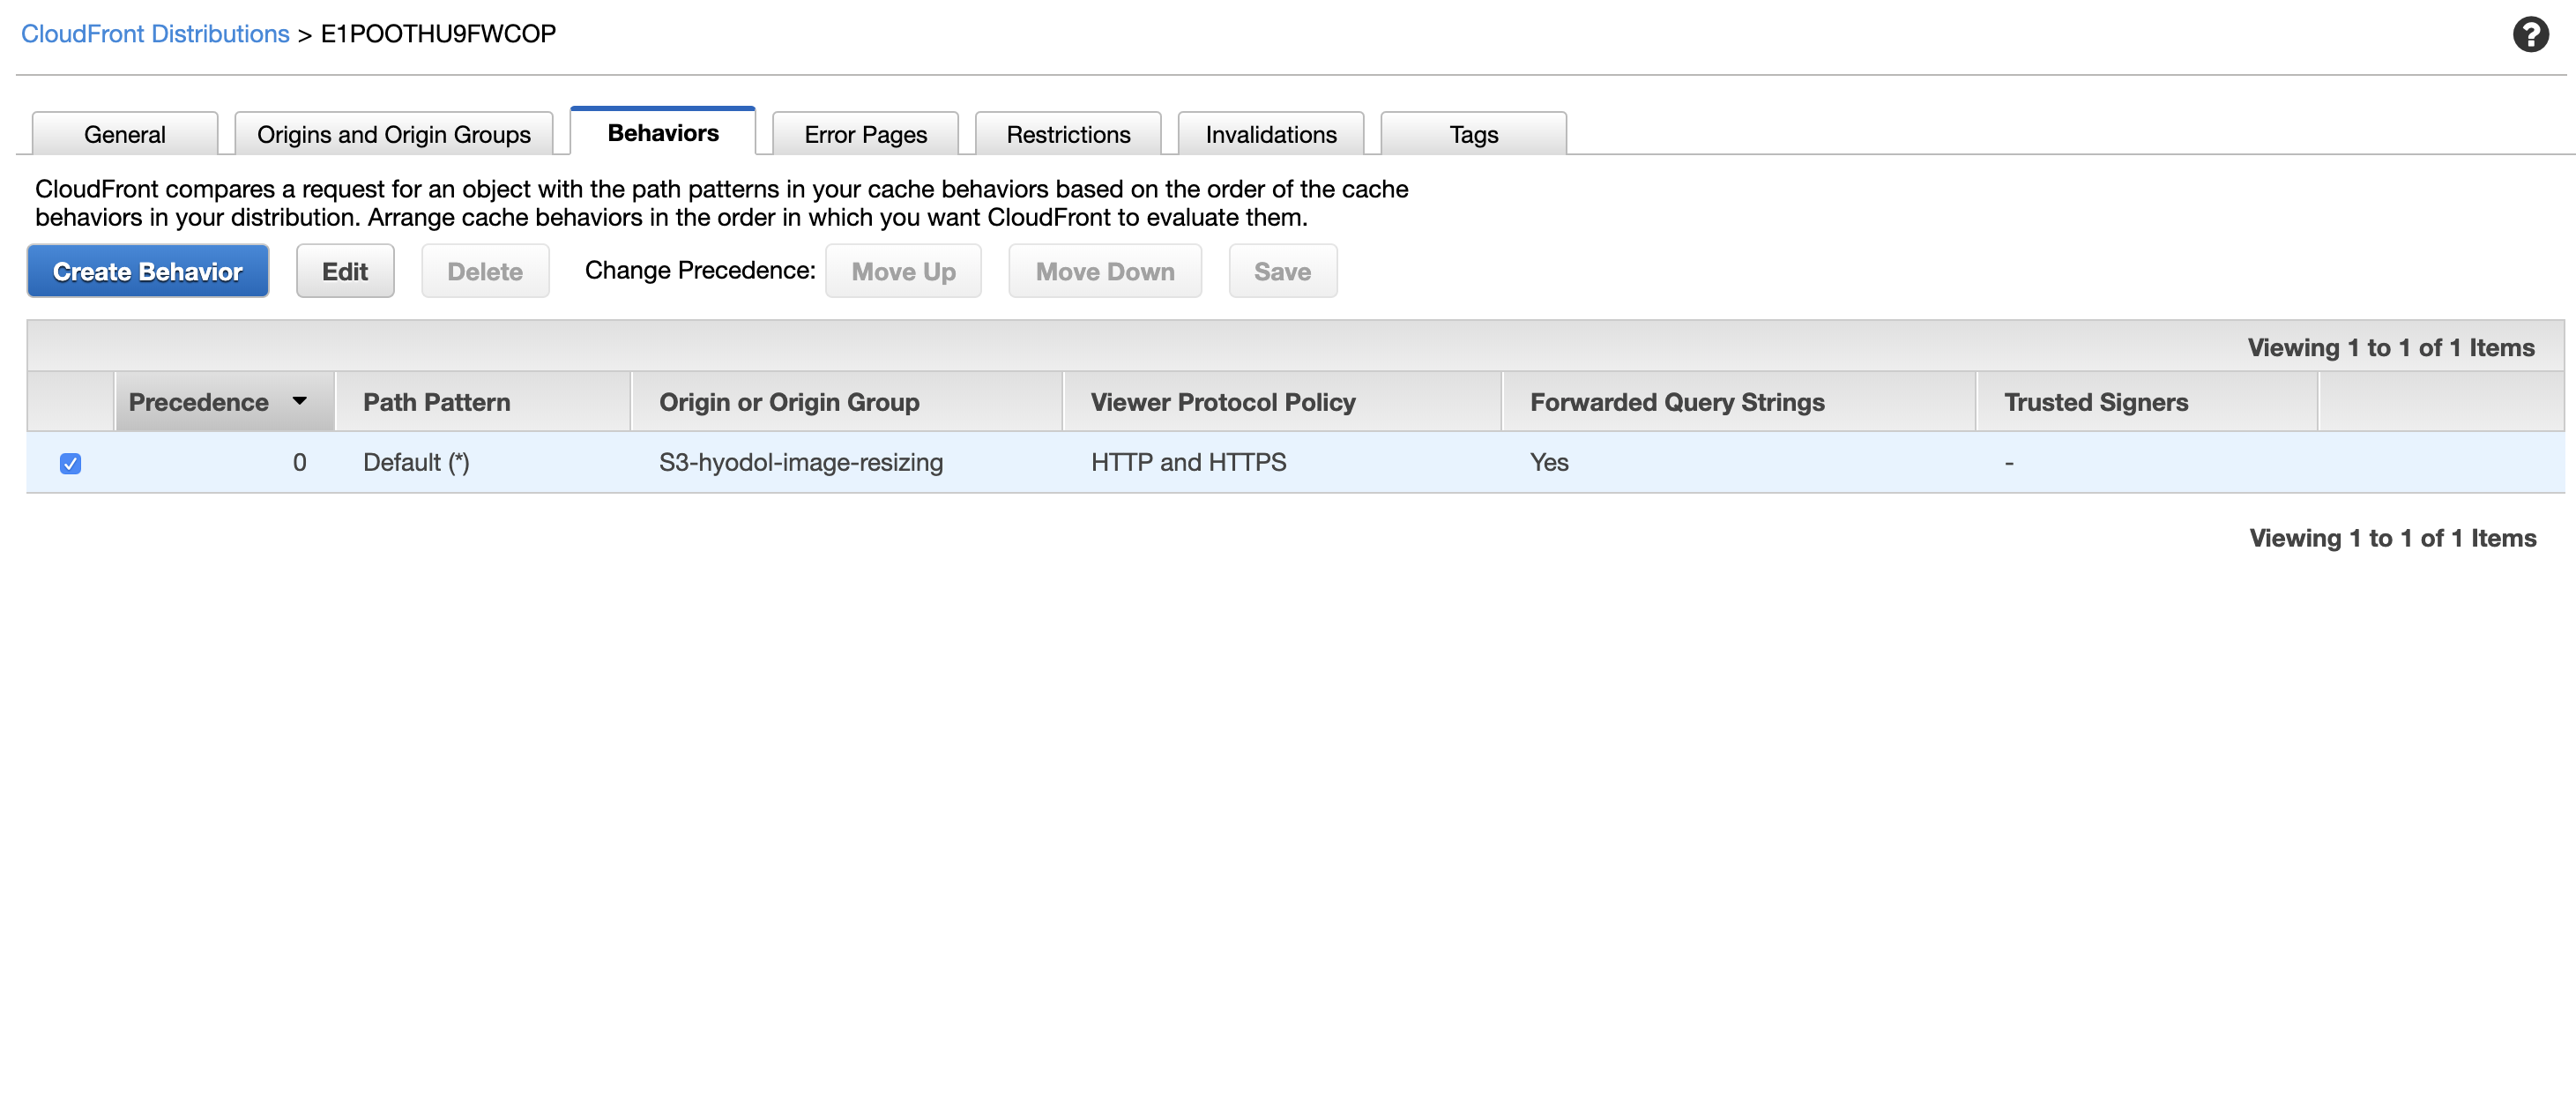 CloudFront Distributions > E1POOTHU9FWCOP
General Origins and Origin Groups Behaviors Error Pages Restrictions Invalidations Tags
CloudFront compares a request for an object with the path patterns in your cache behaviors based on the order of the cache
behaviors in your distribution. Arrange cache behaviors in the order in which you want CloudFront to evaluate them.
Create Behavior Edit Delete Change Precedence: Move Up Move Down Save
Viewing 1 to 1 of 1 Items
Precedence Path Pattern Origin or Origin Group Viewer Protocol Policy Forwarded Query Strings Trusted Signers
0 Default (*) S3-hyodol-image-resizing HTTP and HTTPS Yes -
Viewing 1 to 1 of 1 Items